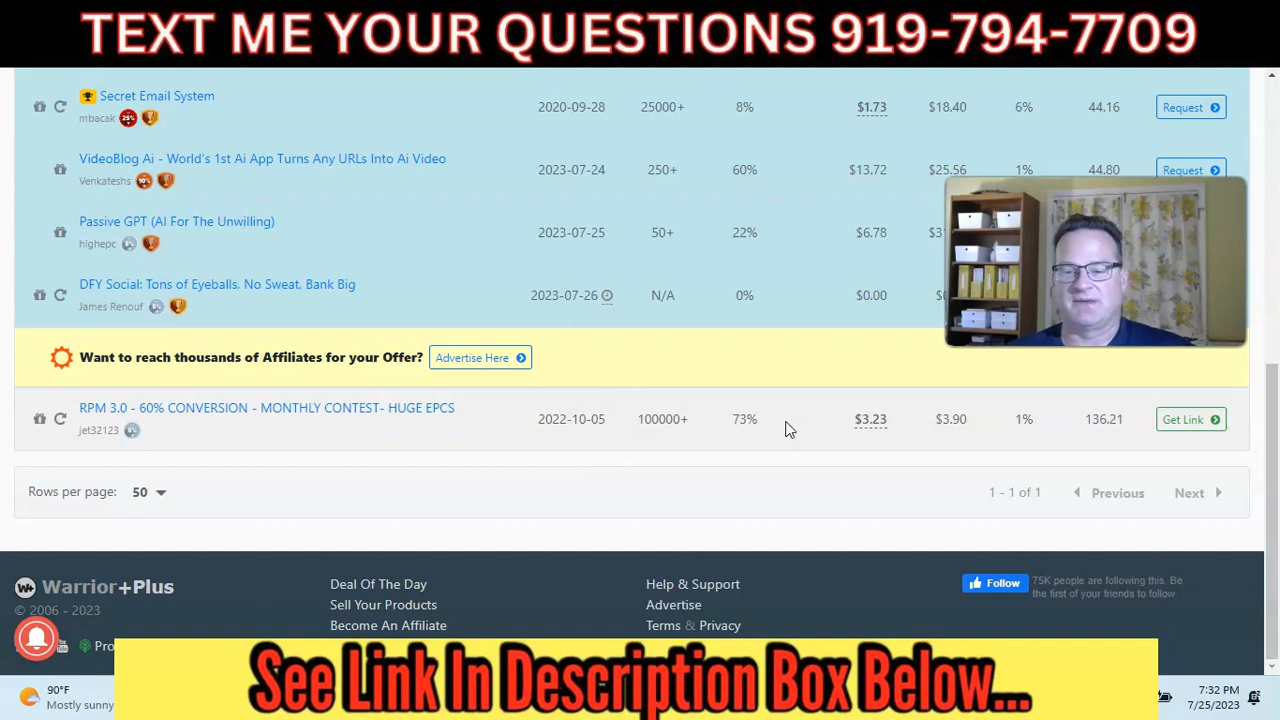 TEXT ME YOUR QUESTIONS 919-794-7709
Secret Email System
mbacak 25%
2020-09-28 25000+ 8% $1.73 $18.40 6% 44.16 Request
VideoBlog Ai - World's 1st Ai App Turns Any URLs Into Ai Video
Venkateshs 10%
2023-07-24 250+ 60% $13.72 $25.56 1% 44.80 Request
Passive GPT (AI For The Unwilling)
highepc
2023-07-25 50+ 22% $6.78
DFY Social: Tons of Eyeballs, No Sweat, Bank Big
James Renouf
2023-07-26 N/A 0% $0.00
Want to reach thousands of Affiliates for your Offer? Advertise Here
RPM 3.0 - 60% CONVERSION - MONTHLY CONTEST- HUGE EPCS
jet32123
2022-10-05 100000+ 73% $3.23 $3.90 1% 136.21 Get Link
Rows per page: 50 1 - 1 of 1 Previous Next
W+ Warrior+Plus
© 2006 - 2023
Deal Of The Day
Sell Your Products
Become An Affiliate
Help & Support
Advertise
Terms & Privacy
Follow 75K people are following this. Be the first of your friends to follow
See Link In Description Box Below...
90°F
Mostly sunny
7:32 PM
7/25/2023